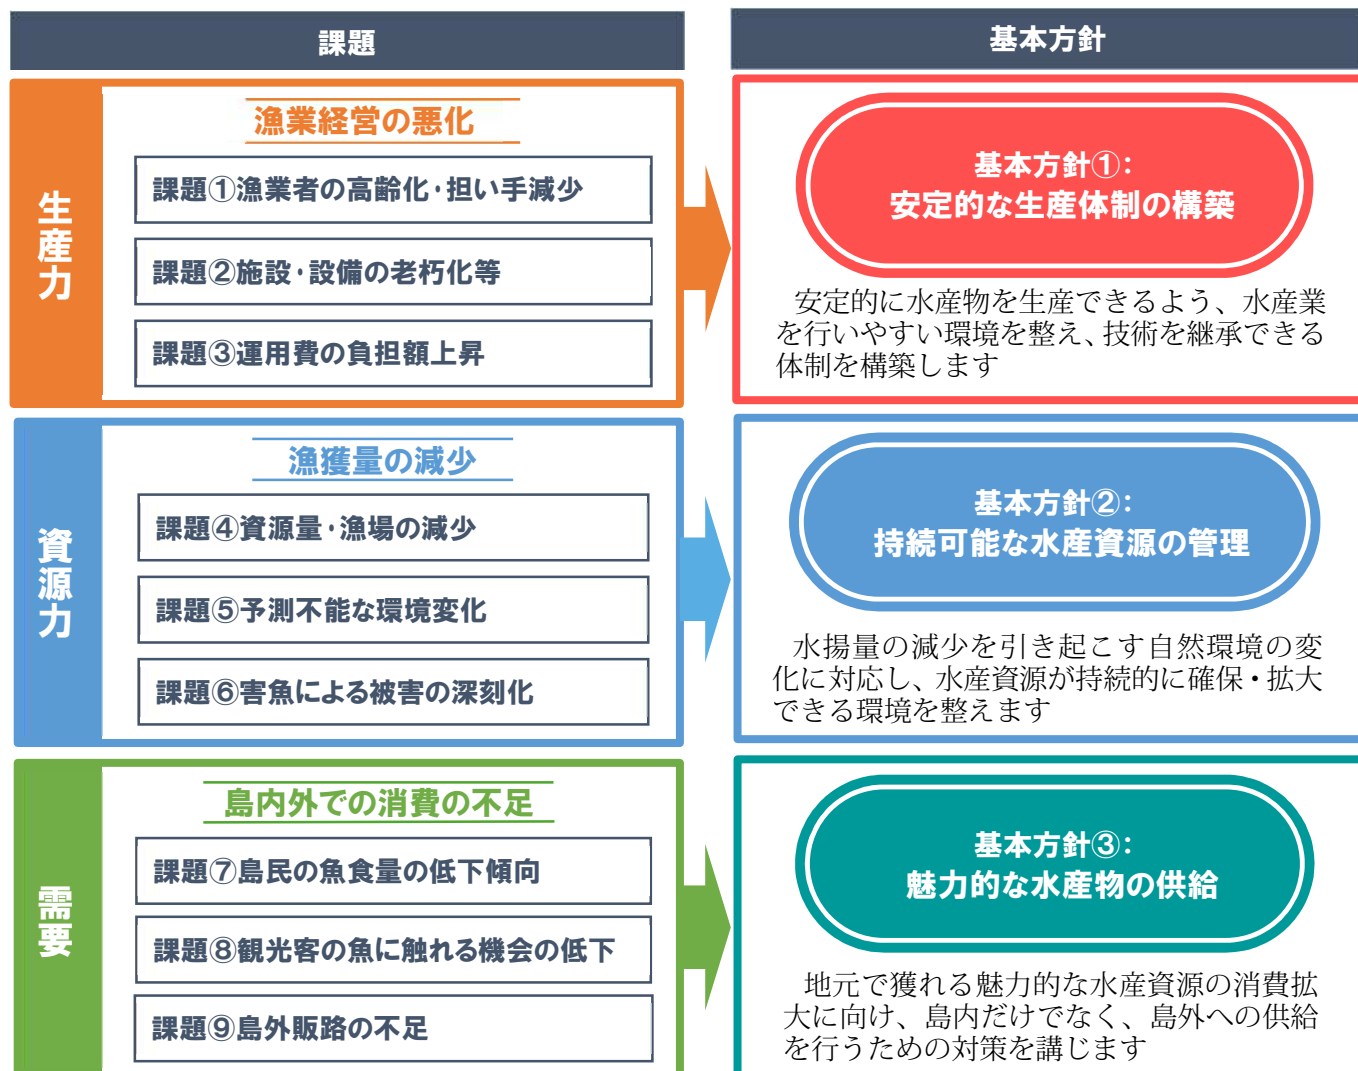 課題
基本方針
生産力
漁業経営の悪化
課題①漁業者の高齢化・担い手減少
課題②施設・設備の老朽化等
課題③運用費の負担額上昇
基本方針①：
安定的な生産体制の構築
安定的に水産物を生産できるよう、水産業
を行いやすい環境を整え、技術を継承できる
体制を構築します
資源力
漁獲量の減少
課題④資源量・漁場の減少
課題⑤予測不能な環境変化
課題⑥害魚による被害の深刻化
基本方針②：
持続可能な水産資源の管理
水揚量の減少を引き起こす自然環境の変
化に対応し、水産資源が持続的に確保・拡大
できる環境を整えます
需要
島内外での消費の不足
課題⑦島民の魚食量の低下傾向
課題⑧観光客の魚に触れる機会の低下
課題⑨島外販路の不足
基本方針③：
魅力的な水産物の供給
地元で獲れる魅力的な水産資源の消費拡
大に向け、島内だけでなく、島外への供給
を行うための対策を講じます